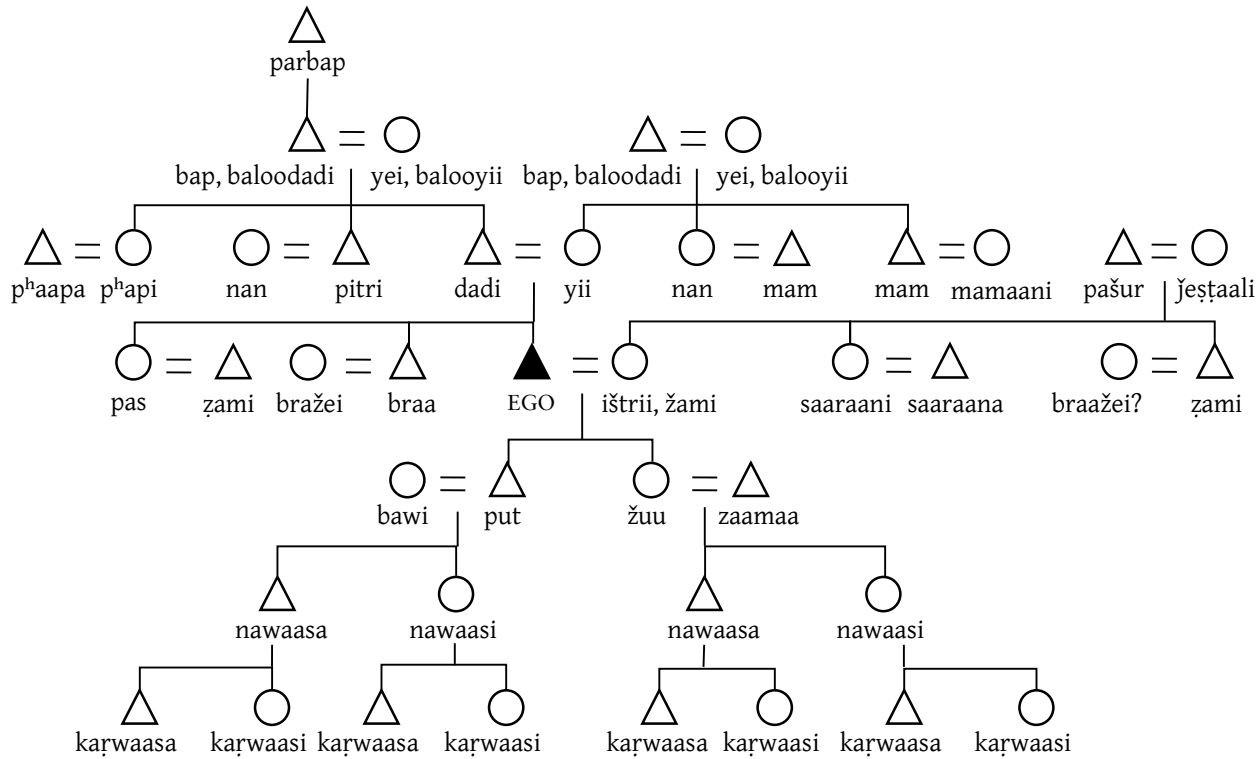 parbap
bap, baloodadi yei, balooyii bap, baloodadi yei, balooyii
pʰaapa pʰapi nan pitri dadi yii nan mam mam mamaani pašur ǰeṣṭaali
pas ẓami bražei braa EGO ištrii, žami saaraani saaraana braažei? ẓami
bawi put žuu zaamaa
nawaasa nawaasi nawaasa nawaasi
kaṛwaasa kaṛwaasi kaṛwaasa kaṛwaasi kaṛwaasa kaṛwaasi kaṛwaasa kaṛwaasi